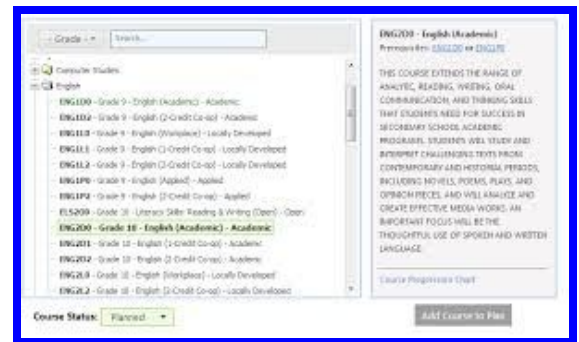 - Grade -
Search...
Computer Studies
English
ENG1D0 - Grade 9 - English (Academic) - Academic
ENG1D2 - Grade 9 - English (2-Credit Co-op) - Academic
ENG1L0 - Grade 9 - English (Workplace) - Locally Developed
ENG1L1 - Grade 9 - English (1-Credit Co-op) - Locally Developed
ENG1L2 - Grade 9 - English (2-Credit Co-op) - Locally Developed
ENG1P0 - Grade 9 - English (Applied) - Applied
ENG1P2 - Grade 9 - English (2-Credit Co-op) - Applied
ELS2O0 - Grade 10 - Literacy Skills: Reading & Writing (Open) - Open
ENG2D0 - Grade 10 - English (Academic) - Academic
ENG2D1 - Grade 10 - English (1-Credit Co-op) - Academic
ENG2D2 - Grade 10 - English (2-Credit Co-op) - Academic
ENG2L0 - Grade 10 - English (Workplace) - Locally Developed
ENG2L2 - Grade 10 - English (2-Credit Co-op) - Locally Developed
Course Status: Planned
ENG2D0 - English (Academic)
Prerequisites: ENG1D0 or ENG1P0
THIS COURSE EXTENDS THE RANGE OF
ANALYTIC, READING, WRITING, ORAL
COMMUNICATION, AND THINKING SKILLS
THAT STUDENTS NEED FOR SUCCESS IN
SECONDARY SCHOOL ACADEMIC
PROGRAMS. STUDENTS WILL STUDY AND
INTERPRET CHALLENGING TEXTS FROM
CONTEMPORARY AND HISTORICAL PERIODS,
INCLUDING NOVELS, POEMS, PLAYS, AND
OPINION PIECES, AND WILL ANALYZE AND
CREATE EFFECTIVE MEDIA WORKS. AN
IMPORTANT FOCUS WILL BE THE
THOUGHTFUL USE OF SPOKEN AND WRITTEN
LANGUAGE.
Course Progression Chart
Add Course to Plan